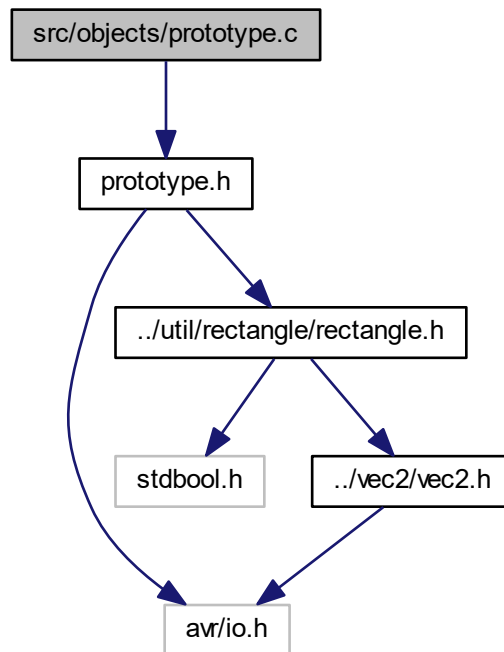 src/objects/prototype.c
prototype.h
../util/rectangle/rectangle.h
stdbool.h
../vec2/vec2.h
avr/io.h